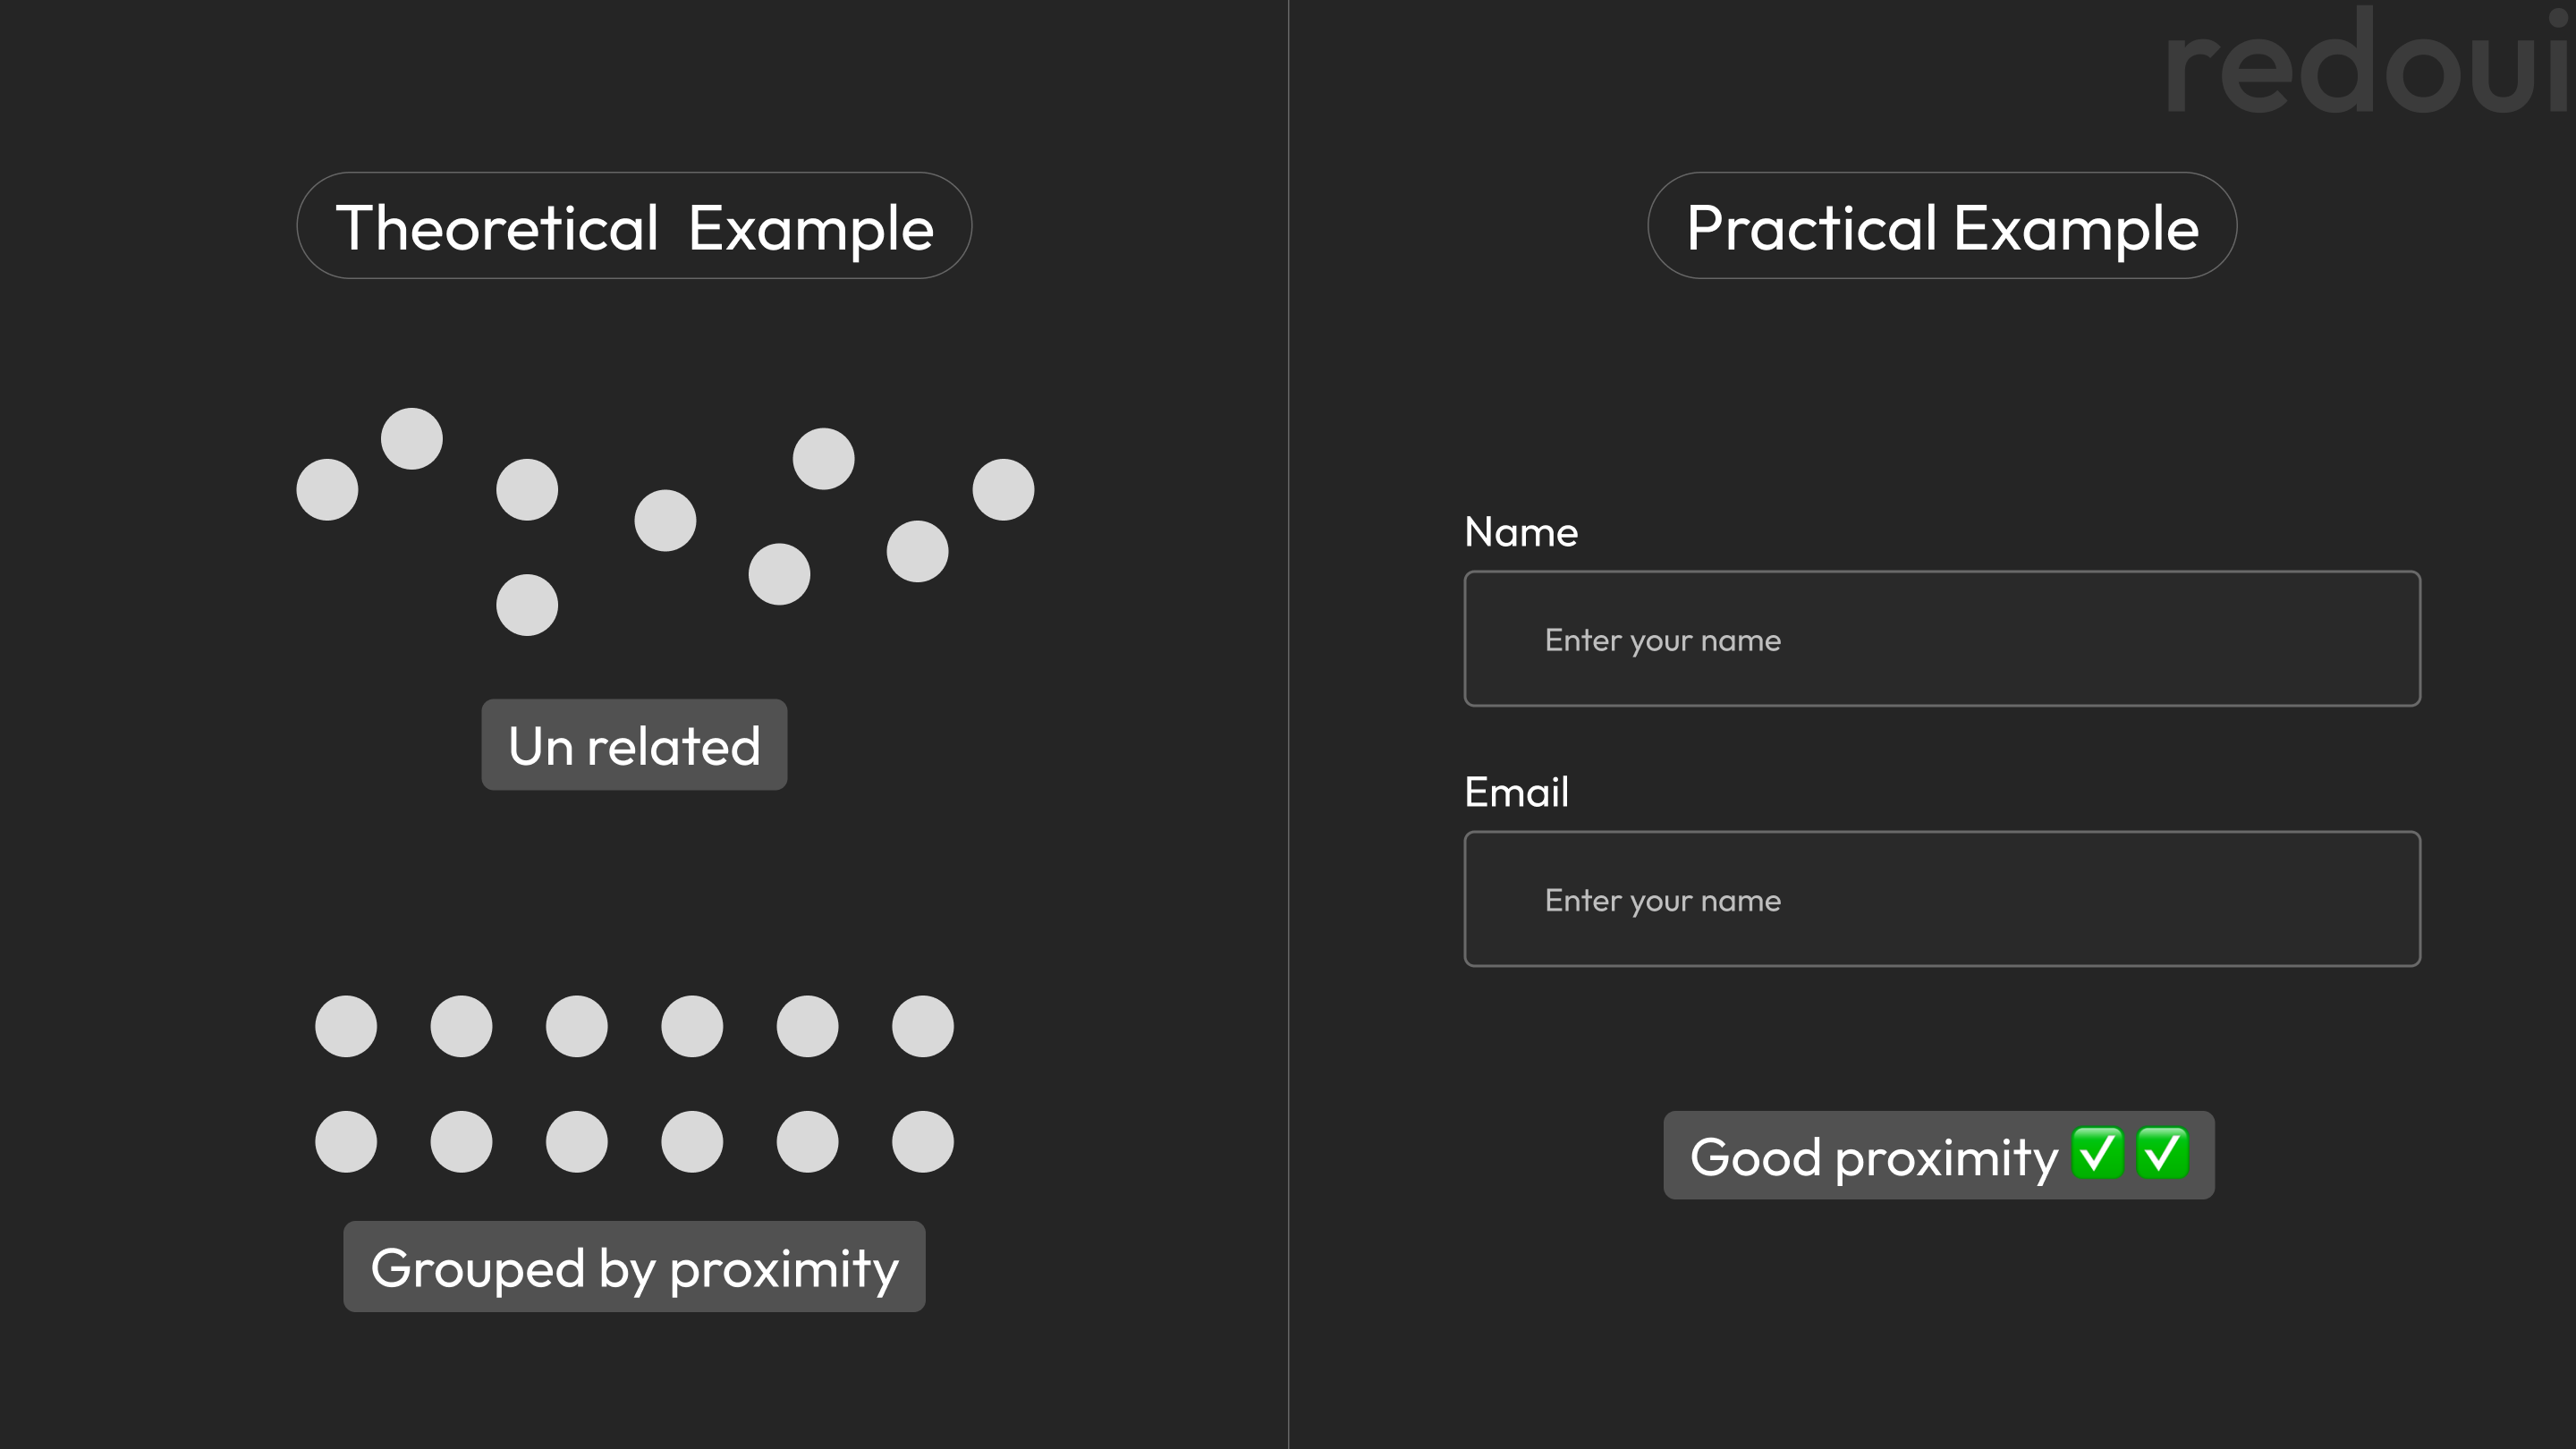 redoui
Theoretical  Example
Un related
Grouped by proximity
Practical Example
Name
Enter your name
Email
Enter your name
Good proximity ✅ ✅